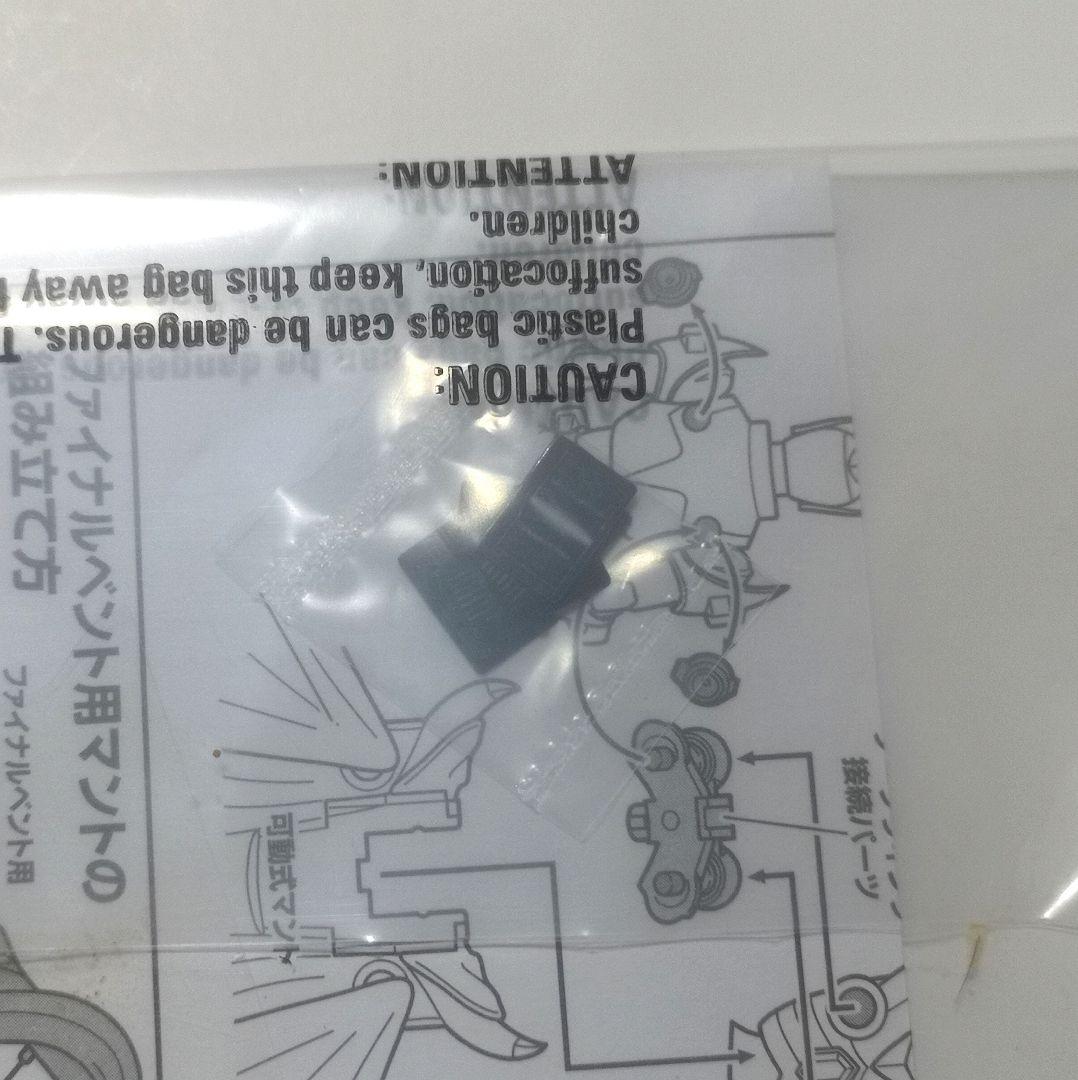 CAUTION:
Plastic bags can be dangerous. T
suffocation, keep this bag away f
children.
ATTENTION:
ファイナルベント用マントの
組み立て方
ファイナルベント用
可動式マント
接続パーツ